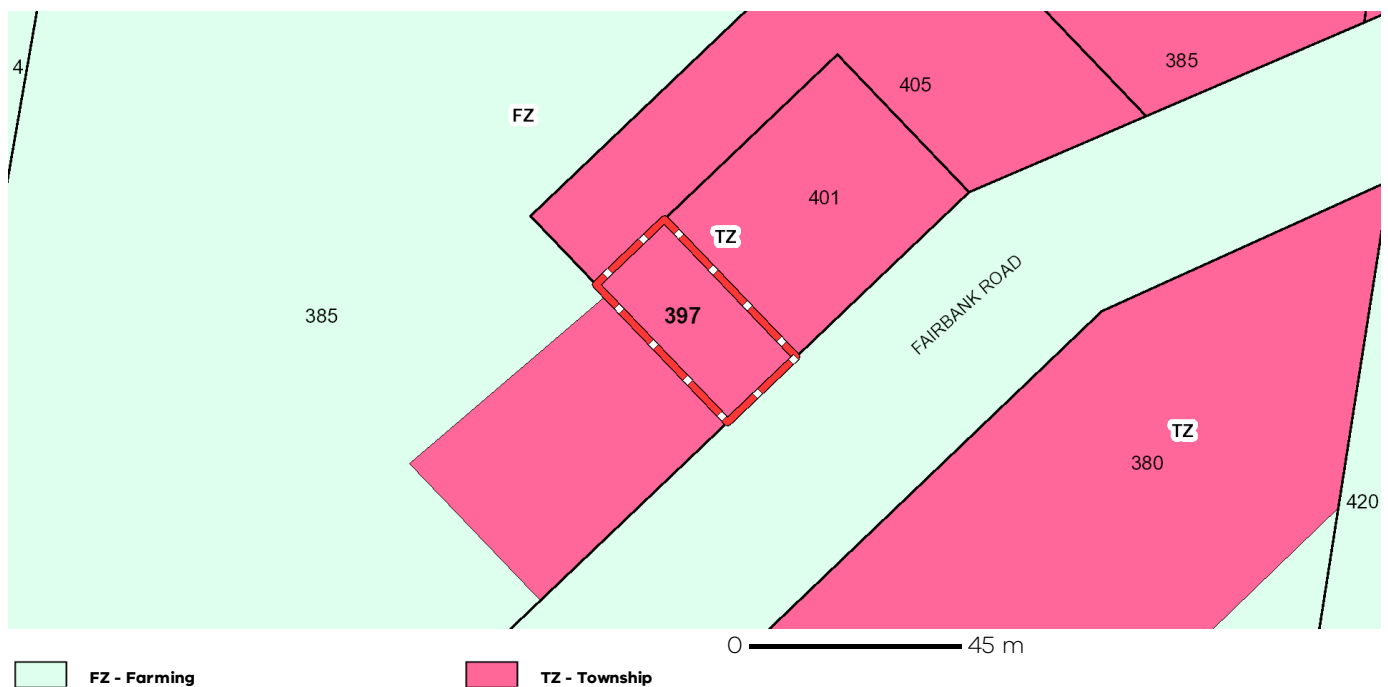 4
385
405
FZ
401
TZ
385
397
FAIRBANK ROAD
TZ
380
420
0 45 m
FZ - Farming
TZ - Township